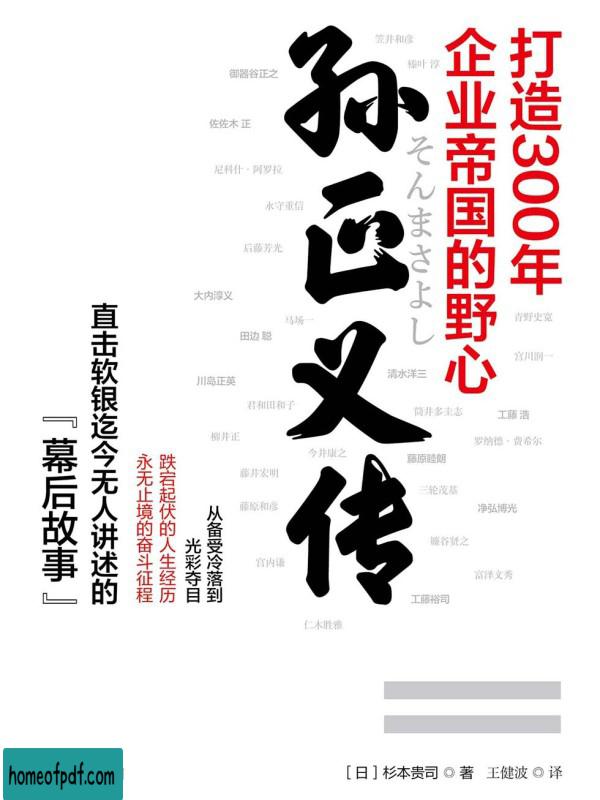 打造300年
企业帝国的野心
孙正义传
そんまさよし
笠井和彦
榛叶 淳
御器谷正之
佐佐木 正
尼科什·阿罗拉
永守重信
后藤芳光
大内淳义
马场一
田边 聪
川岛正英
君和田和子
柳井正
今井康之
藤井宏明
藤原和彦
宫内谦
仁木胜雅
青野史宽
宫川润一
清水洋三
筒井多圭志
工藤 浩
罗纳德·费希尔
藤原睦朗
三轮茂基
净弘博光
镰谷贤之
富泽文秀
工藤裕司
从备受冷落到
光彩夺目
跌宕起伏的人生经历
永无止境的奋斗征程
直击软银迄今无人讲述的
『幕后故事』
［日］杉本贵司◎著 王健波◎译
homeofpdf.com